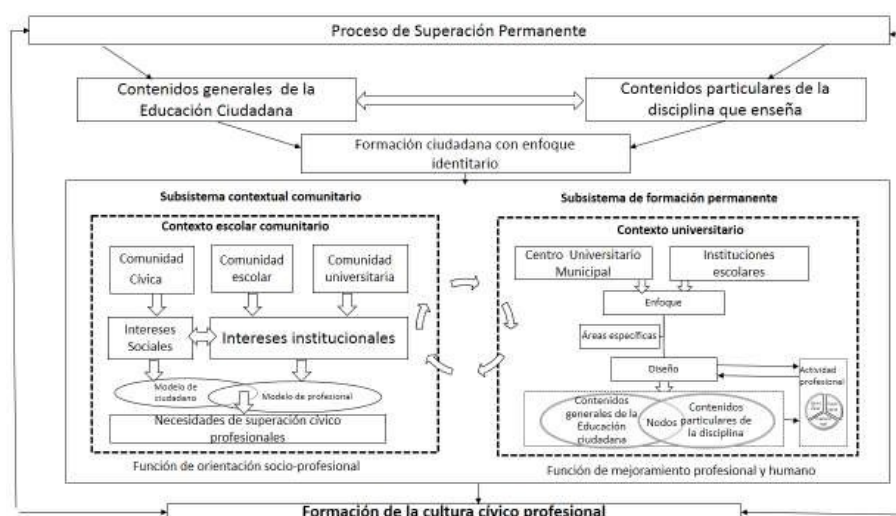 Proceso de Superación Permanente
Contenidos generales de la
Educación Ciudadana
Contenidos particulares de la
disciplina que enseña
Formación ciudadana con enfoque
identitario
Subsistema contextual comunitario
Subsistema de formación permanente
Contexto escolar comunitario
Contexto universitario
Comunidad
Cívica
Comunidad
escolar
Comunidad
universitaria
Centro Universitario
Municipal
Instituciones
escolares
Enfoque
Intereses
Sociales
Intereses institucionales
Áreas específicas
Diseño
Actividad
profesional
Modelo de
ciudadano
Modelo de profesional
Necesidades de superación cívico
profesionales
Contenidos
generales de la
Educación
ciudadana
Nodos
Contenidos
particulares de
la disciplina
Función de orientación socio-profesional
Función de mejoramiento profesional y humano
Formación de la cultura cívico profesional